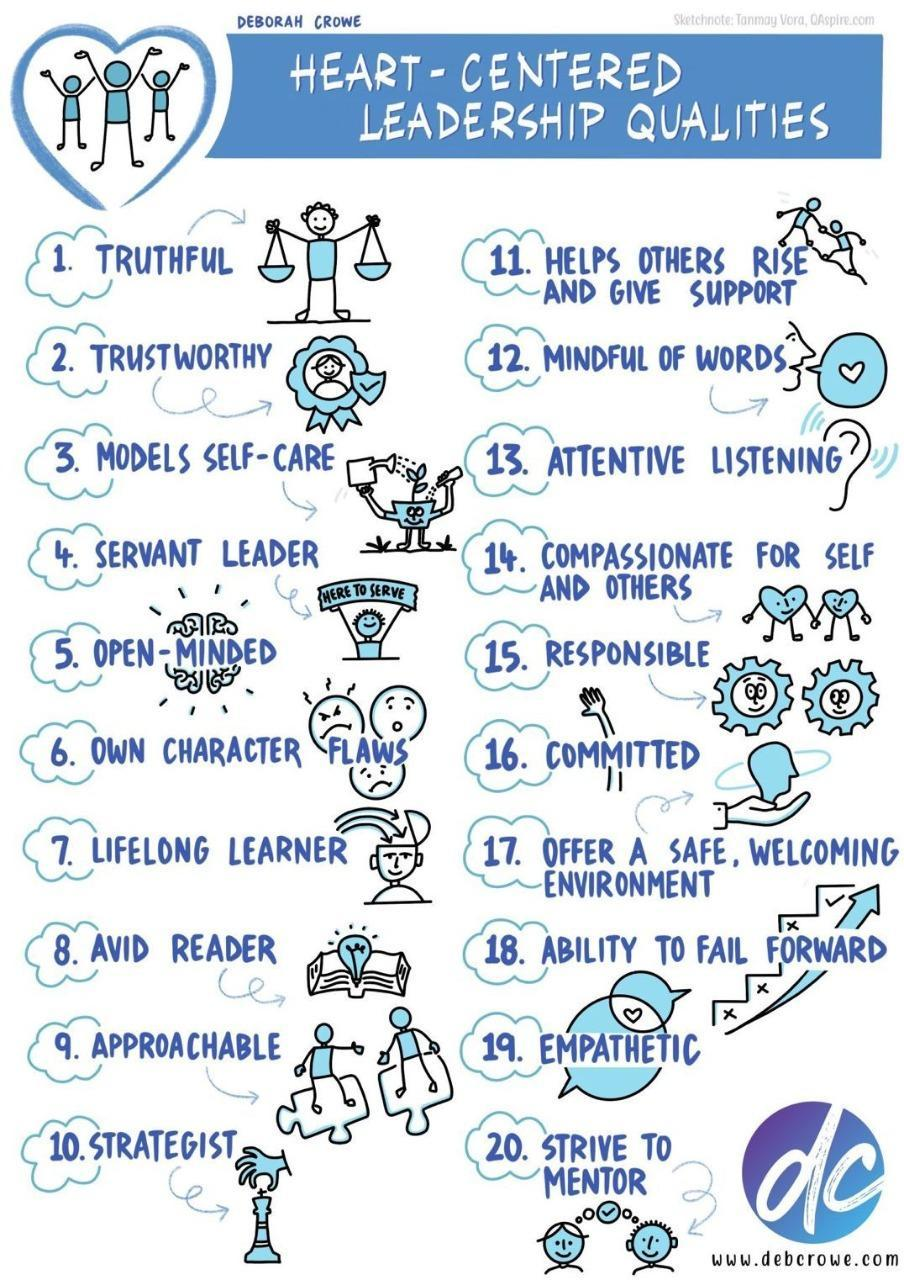 DEBORAH CROWE
Sketchnote: Tanmay Vora, QAspire.com
HEART-CENTERED
LEADERSHIP QUALITIES
1. TRUTHFUL
2. TRUSTWORTHY
3. MODELS SELF-CARE
4. SERVANT LEADER
HERE TO SERVE
5. OPEN-MINDED
6. OWN CHARACTER FLAWS
7. LIFELONG LEARNER
8. AVID READER
9. APPROACHABLE
10. STRATEGIST
11. HELPS OTHERS RISE
AND GIVE SUPPORT
12. MINDFUL OF WORDS
13. ATTENTIVE LISTENING
14. COMPASSIONATE FOR SELF
AND OTHERS
15. RESPONSIBLE
16. COMMITTED
17. OFFER A SAFE, WELCOMING
ENVIRONMENT
18. ABILITY TO FAIL FORWARD
19. EMPATHETIC
20. STRIVE TO
MENTOR
dc
www.debcrowe.com